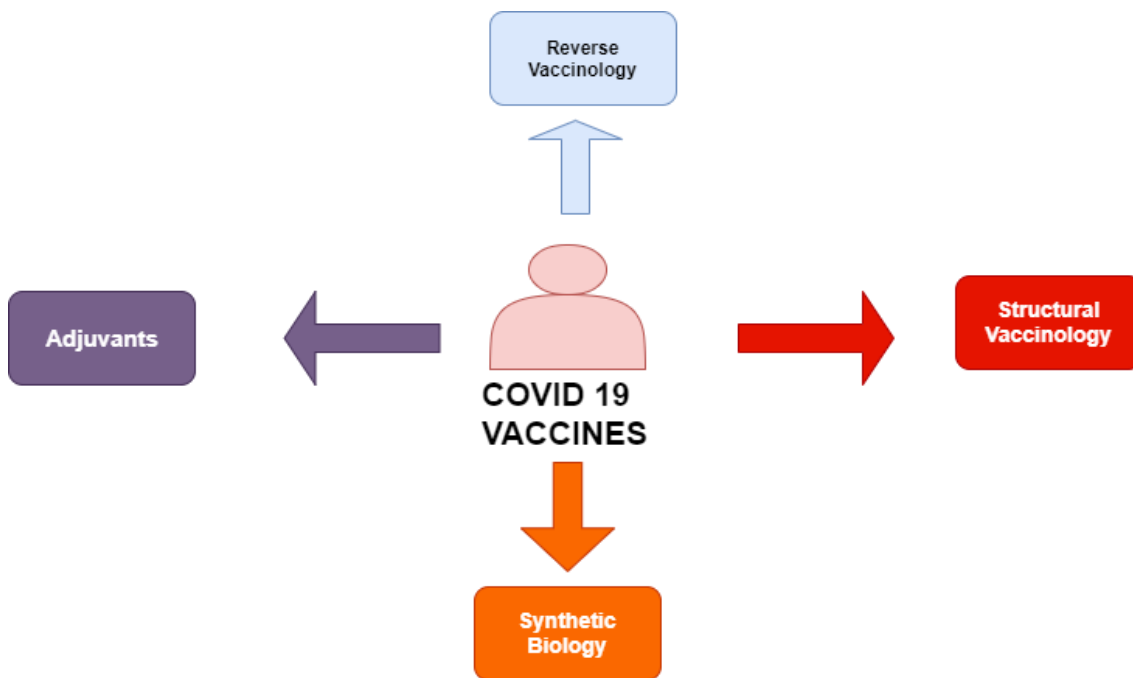 Reverse
Vaccinology
Adjuvants
Structural
Vaccinology
COVID 19
VACCINES
Synthetic
Biology